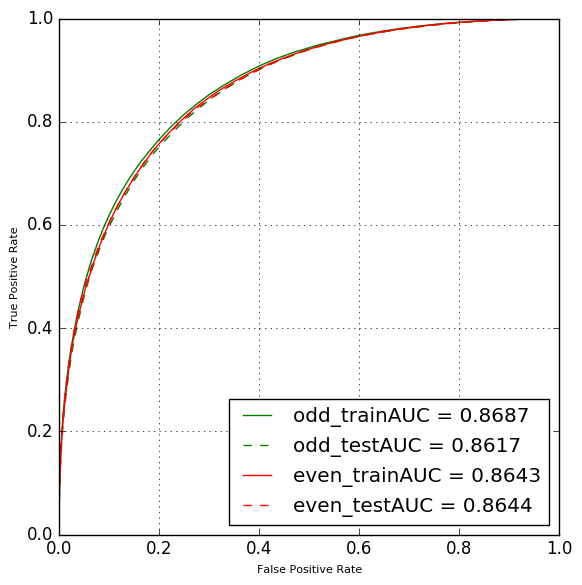 1.0
0.8
0.6
0.4
0.2
0.0
True Positive Rate
odd_trainAUC = 0.8687
odd_testAUC = 0.8617
even_trainAUC = 0.8643
even_testAUC = 0.8644
0.0 0.2 0.4 0.6 0.8 1.0
False Positive Rate